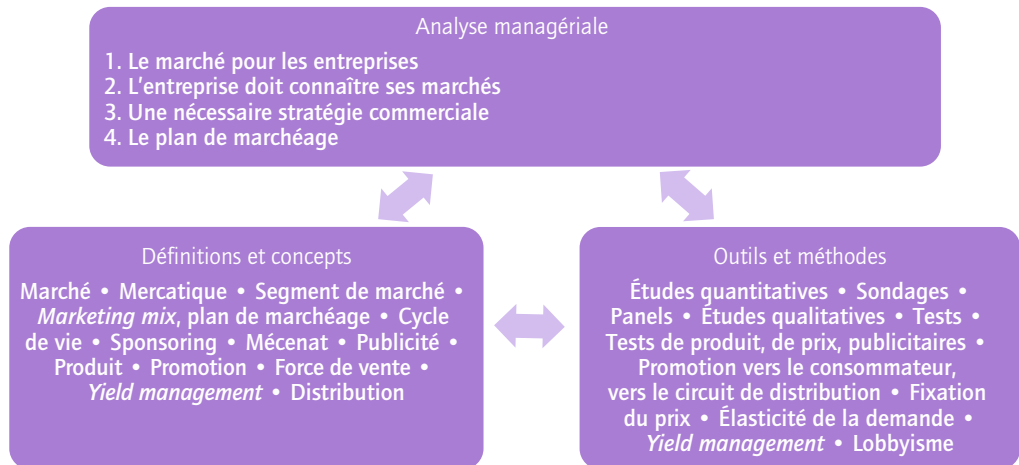 Analyse managériale
1. Le marché pour les entreprises
2. L'entreprise doit connaître ses marchés
3. Une nécessaire stratégie commerciale
4. Le plan de marchéage
Définitions et concepts
Marché • Mercatique • Segment de marché •
Marketing mix, plan de marchéage • Cycle
de vie • Sponsoring • Mécenat • Publicité •
Produit • Promotion • Force de vente •
Yield management • Distribution
Outils et méthodes
Études quantitatives • Sondages •
Panels • Études qualitatives • Tests •
Tests de produit, de prix, publicitaires •
Promotion vers le consommateur,
vers le circuit de distribution • Fixation
du prix • Élasticité de la demande •
Yield management • Lobbyisme